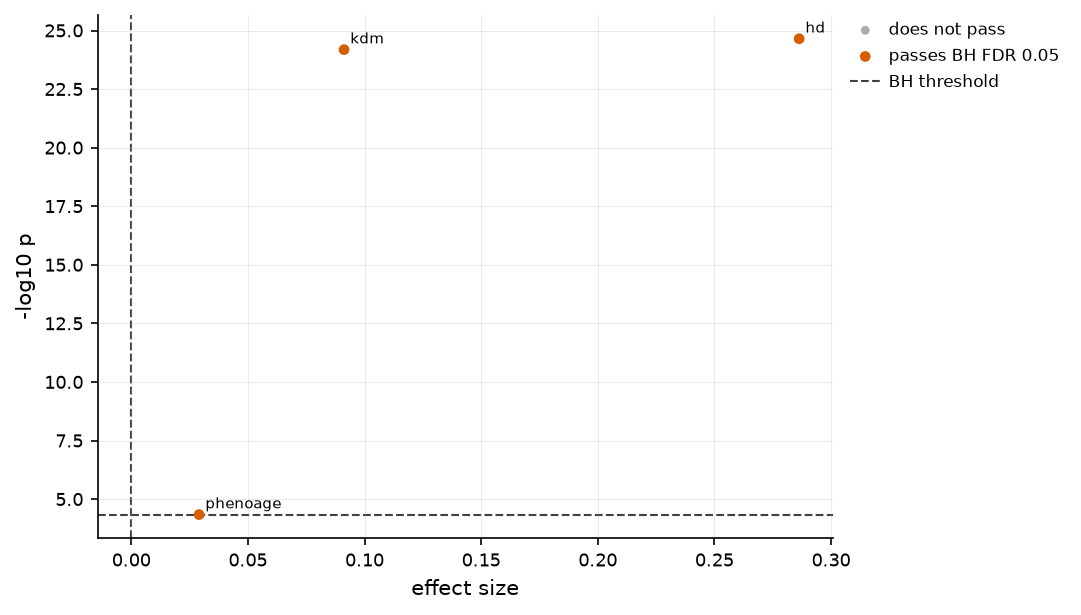 25.0
22.5
20.0
17.5
15.0
12.5
10.0
7.5
5.0
-log10 p
kdm
hd
phenoage
0.00 0.05 0.10 0.15 0.20 0.25 0.30
effect size
does not pass
passes BH FDR 0.05
BH threshold